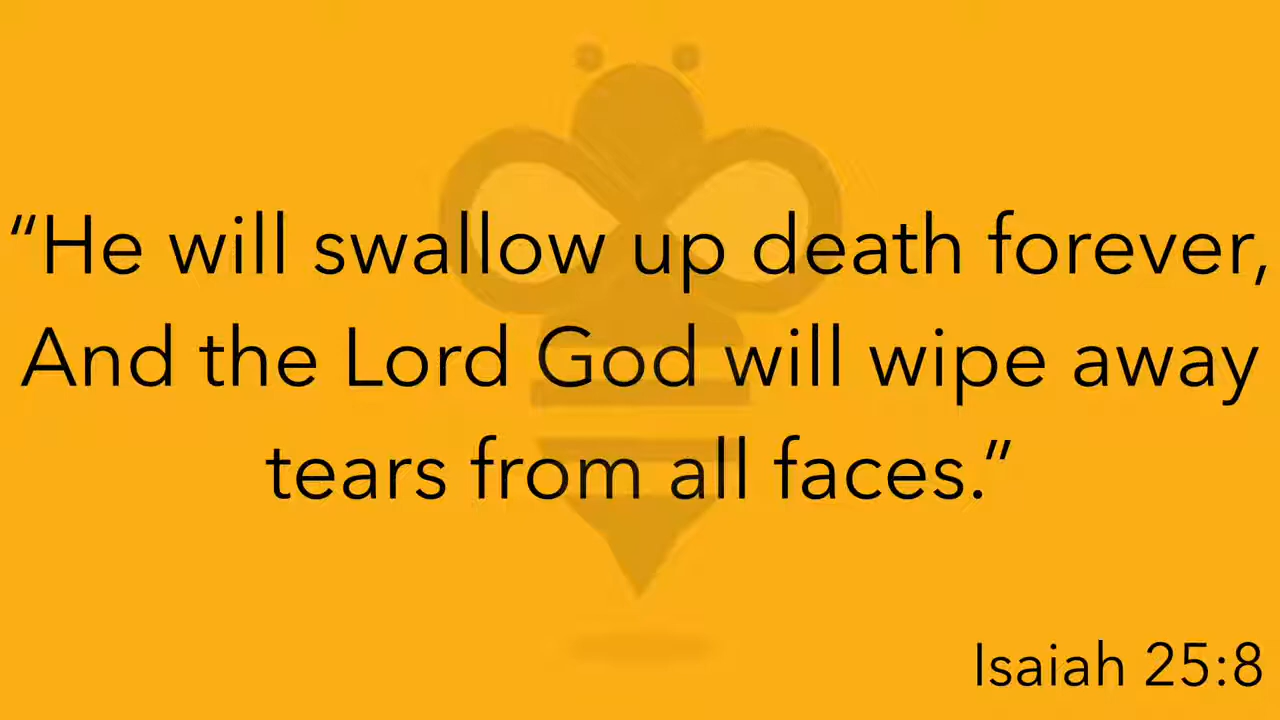 “He will swallow up death forever,
And the Lord God will wipe away
tears from all faces.”
Isaiah 25:8